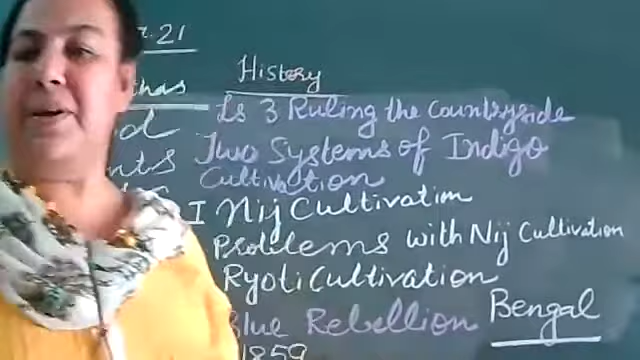 .21
History
Ls 3 Ruling the Countryside
Two Systems of Indigo
Cultivation
I Nij Cultivation
Problems with Nij Cultivation
Ryoti Cultivation
Blue Rebellion Bengal
1859